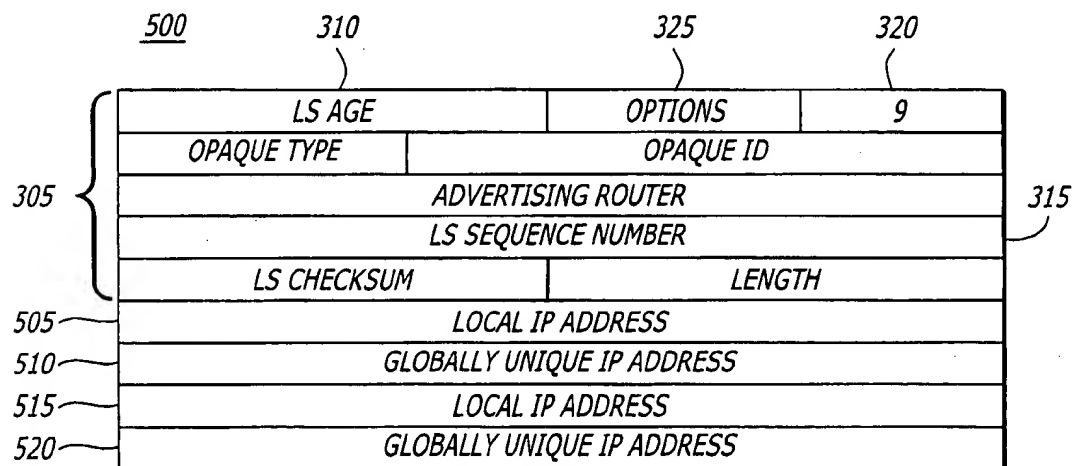 500 310 325 320
LS AGE OPTIONS 9
OPAQUE TYPE OPAQUE ID
305 ADVERTISING ROUTER 315
LS SEQUENCE NUMBER
LS CHECKSUM LENGTH
505 LOCAL IP ADDRESS
510 GLOBALLY UNIQUE IP ADDRESS
515 LOCAL IP ADDRESS
520 GLOBALLY UNIQUE IP ADDRESS